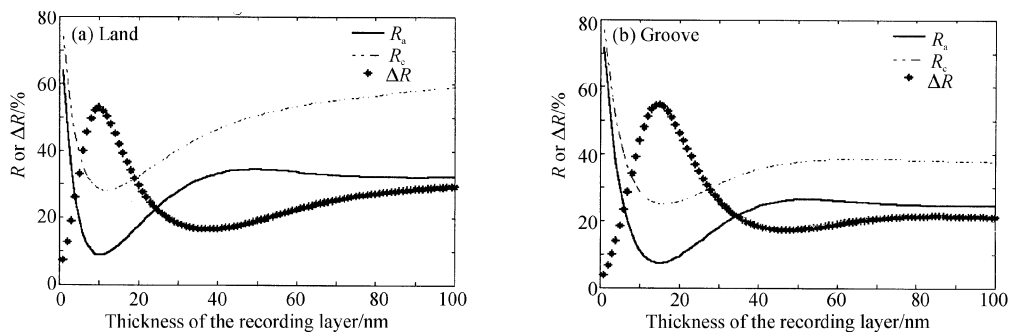 (a) Land
Rₐ
R_c
ΔR
R or ΔR/%
80
60
40
20
0
0 20 40 60 80 100
Thickness of the recording layer/nm
(b) Groove
Rₐ
R_c
ΔR
R or ΔR/%
80
60
40
20
0
0 20 40 60 80 100
Thickness of the recording layer/nm